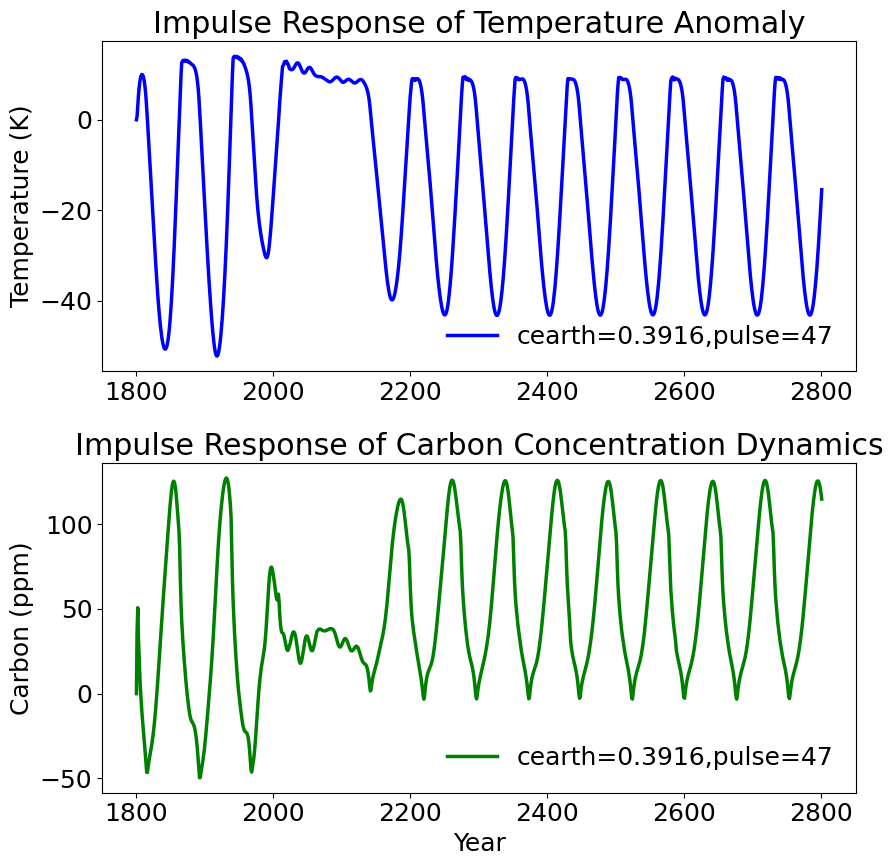 Impulse Response of Temperature Anomaly
Temperature (K)
0
−20
−40
cearth=0.3916,pulse=47
1800 2000 2200 2400 2600 2800
Impulse Response of Carbon Concentration Dynamics
Carbon (ppm)
100
50
0
−50
cearth=0.3916,pulse=47
1800 2000 2200 2400 2600 2800
Year